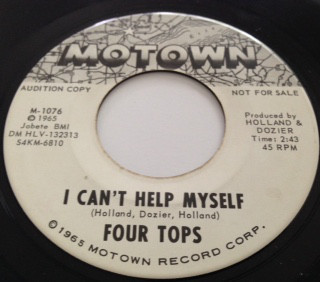 MOTOWN
AUDITION COPY
NOT FOR SALE
M-1076
© 1965
Jobete BMI
DM HLV-132313
S4KM-6810
Produced by
HOLLAND &
DOZIER
Time: 2:43
45 RPM
I CAN'T HELP MYSELF
(Holland, Dozier, Holland)
FOUR TOPS
© 1965 MOTOWN RECORD CORP.